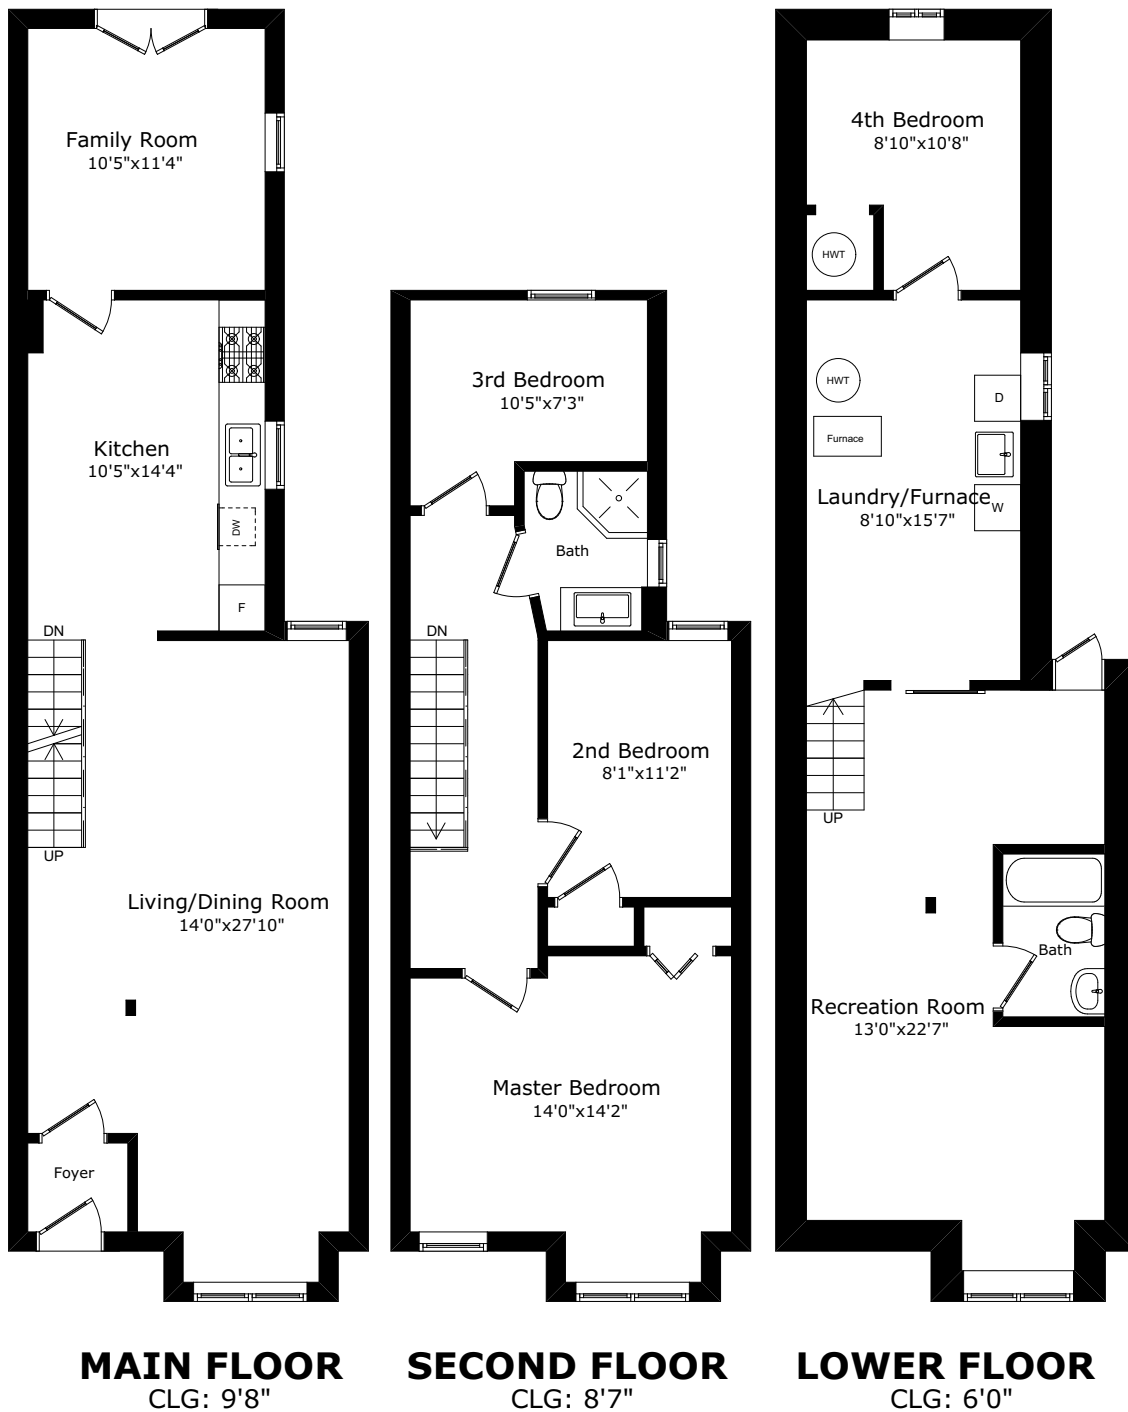 Family Room
10'5"x11'4"
Kitchen
10'5"x14'4"
DW
F
DN
UP
Living/Dining Room
14'0"x27'10"
Foyer
MAIN FLOOR
CLG: 9'8"
3rd Bedroom
10'5"x7'3"
Bath
DN
2nd Bedroom
8'1"x11'2"
Master Bedroom
14'0"x14'2"
SECOND FLOOR
CLG: 8'7"
4th Bedroom
8'10"x10'8"
HWT
HWT
D
Furnace
Laundry/Furnace
8'10"x15'7"
W
UP
Bath
Recreation Room
13'0"x22'7"
LOWER FLOOR
CLG: 6'0"